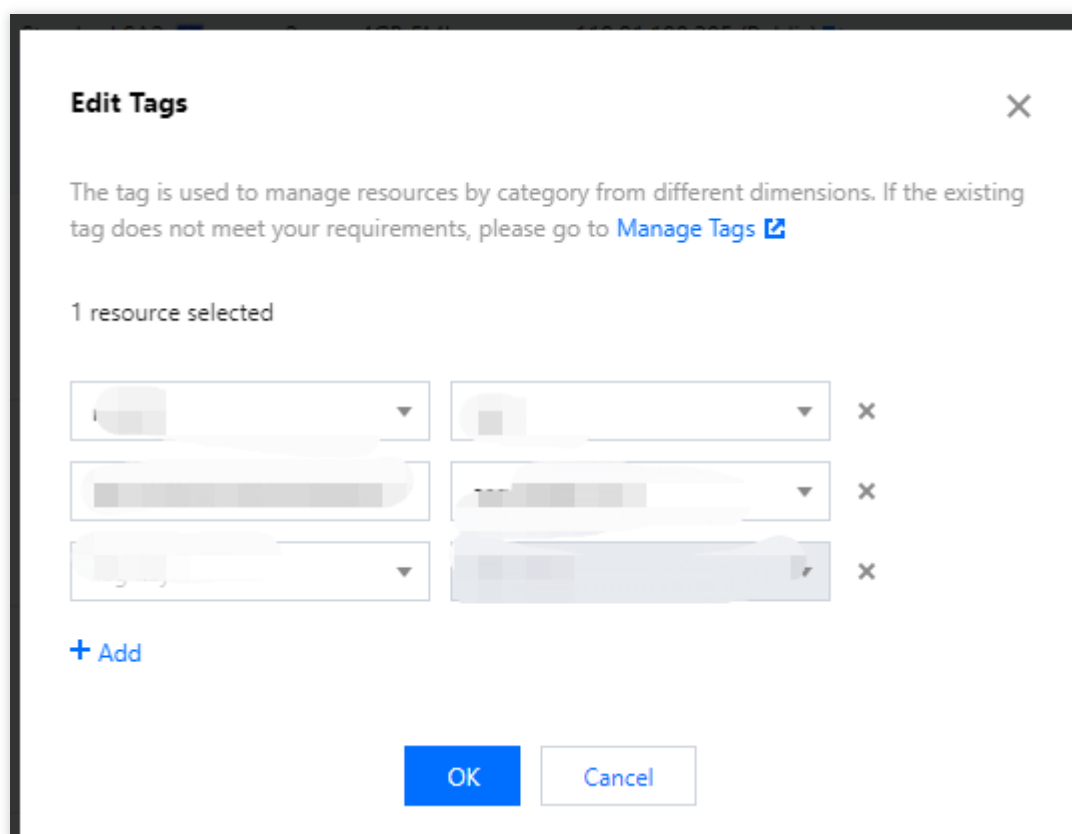 Edit Tags
The tag is used to manage resources by category from different dimensions. If the existing
tag does not meet your requirements, please go to Manage Tags
1 resource selected
+ Add
OK
Cancel